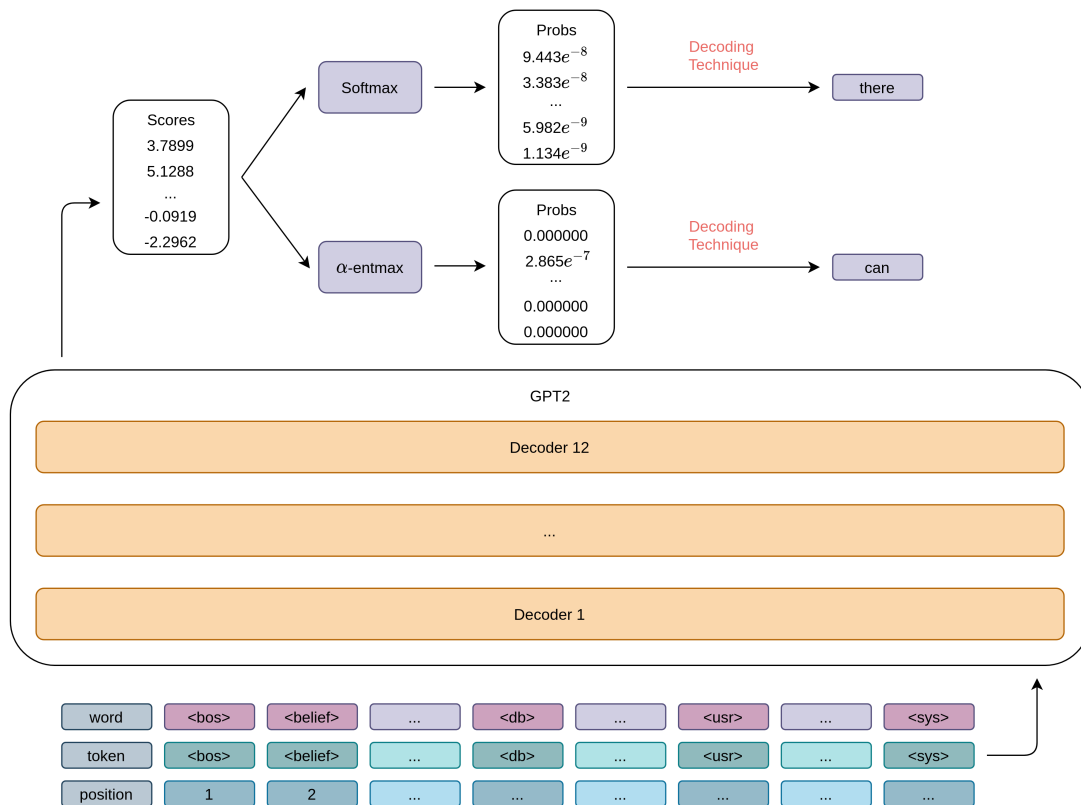 Probs
9.443e⁻⁸
3.383e⁻⁸
...
5.982e⁻⁹
1.134e⁻⁹
Softmax
Decoding
Technique
there
Scores
3.7899
5.1288
...
-0.0919
-2.2962
Probs
0.000000
2.865e⁻⁷
...
0.000000
0.000000
α-entmax
Decoding
Technique
can
GPT2
Decoder 12
...
Decoder 1
word <bos> <belief> ... <db> ... <usr> ... <sys>
token <bos> <belief> ... <db> ... <usr> ... <sys>
position 1 2 ... ... ... ... ... ...